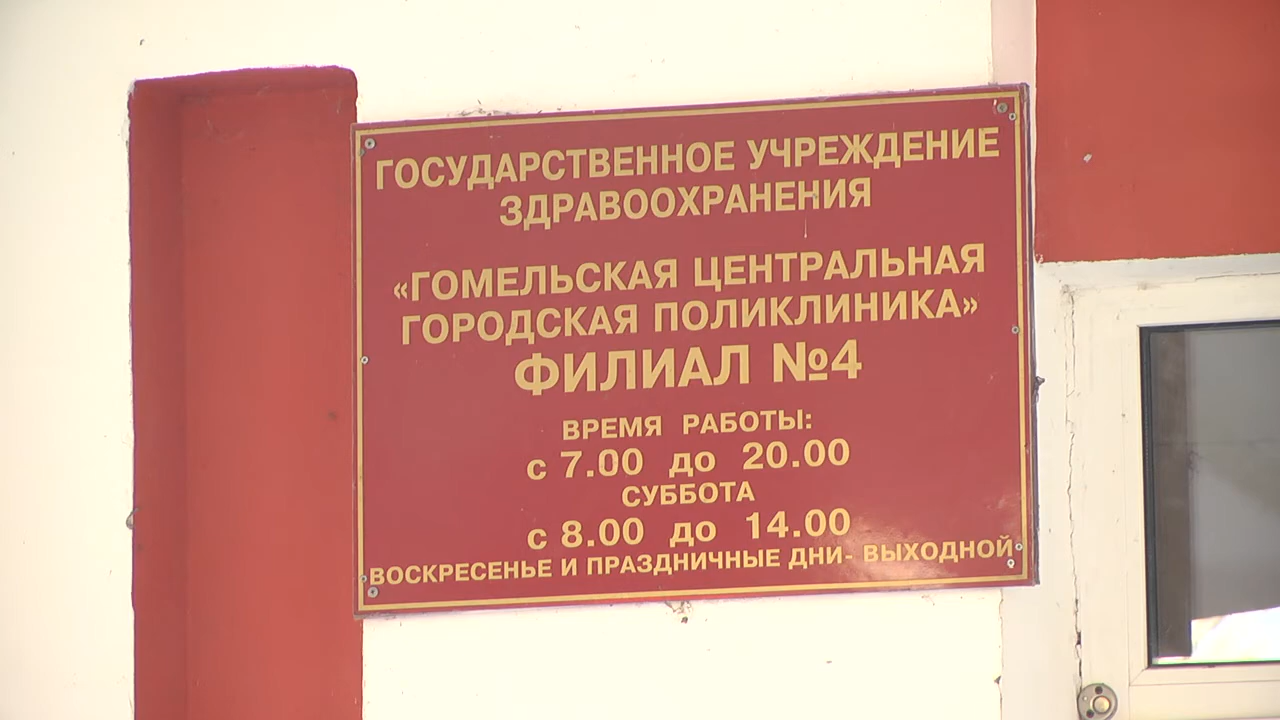 ГОСУДАРСТВЕННОЕ УЧРЕЖДЕНИЕ
ЗДРАВООХРАНЕНИЯ
«ГОМЕЛЬСКАЯ ЦЕНТРАЛЬНАЯ
ГОРОДСКАЯ ПОЛИКЛИНИКА»
ФИЛИАЛ №4
ВРЕМЯ РАБОТЫ:
с 7.00 до 20.00
СУББОТА
с 8.00 до 14.00
ВОСКРЕСЕНЬЕ И ПРАЗДНИЧНЫЕ ДНИ- ВЫХОДНОЙ